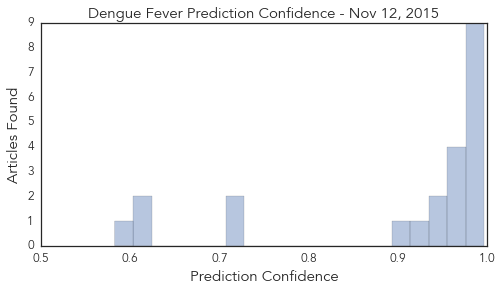 Dengue Fever Prediction Confidence - Nov 12, 2015
Articles Found
9
8
7
6
5
4
3
2
1
0
0.5 0.6 0.7 0.8 0.9 1.0
Prediction Confidence